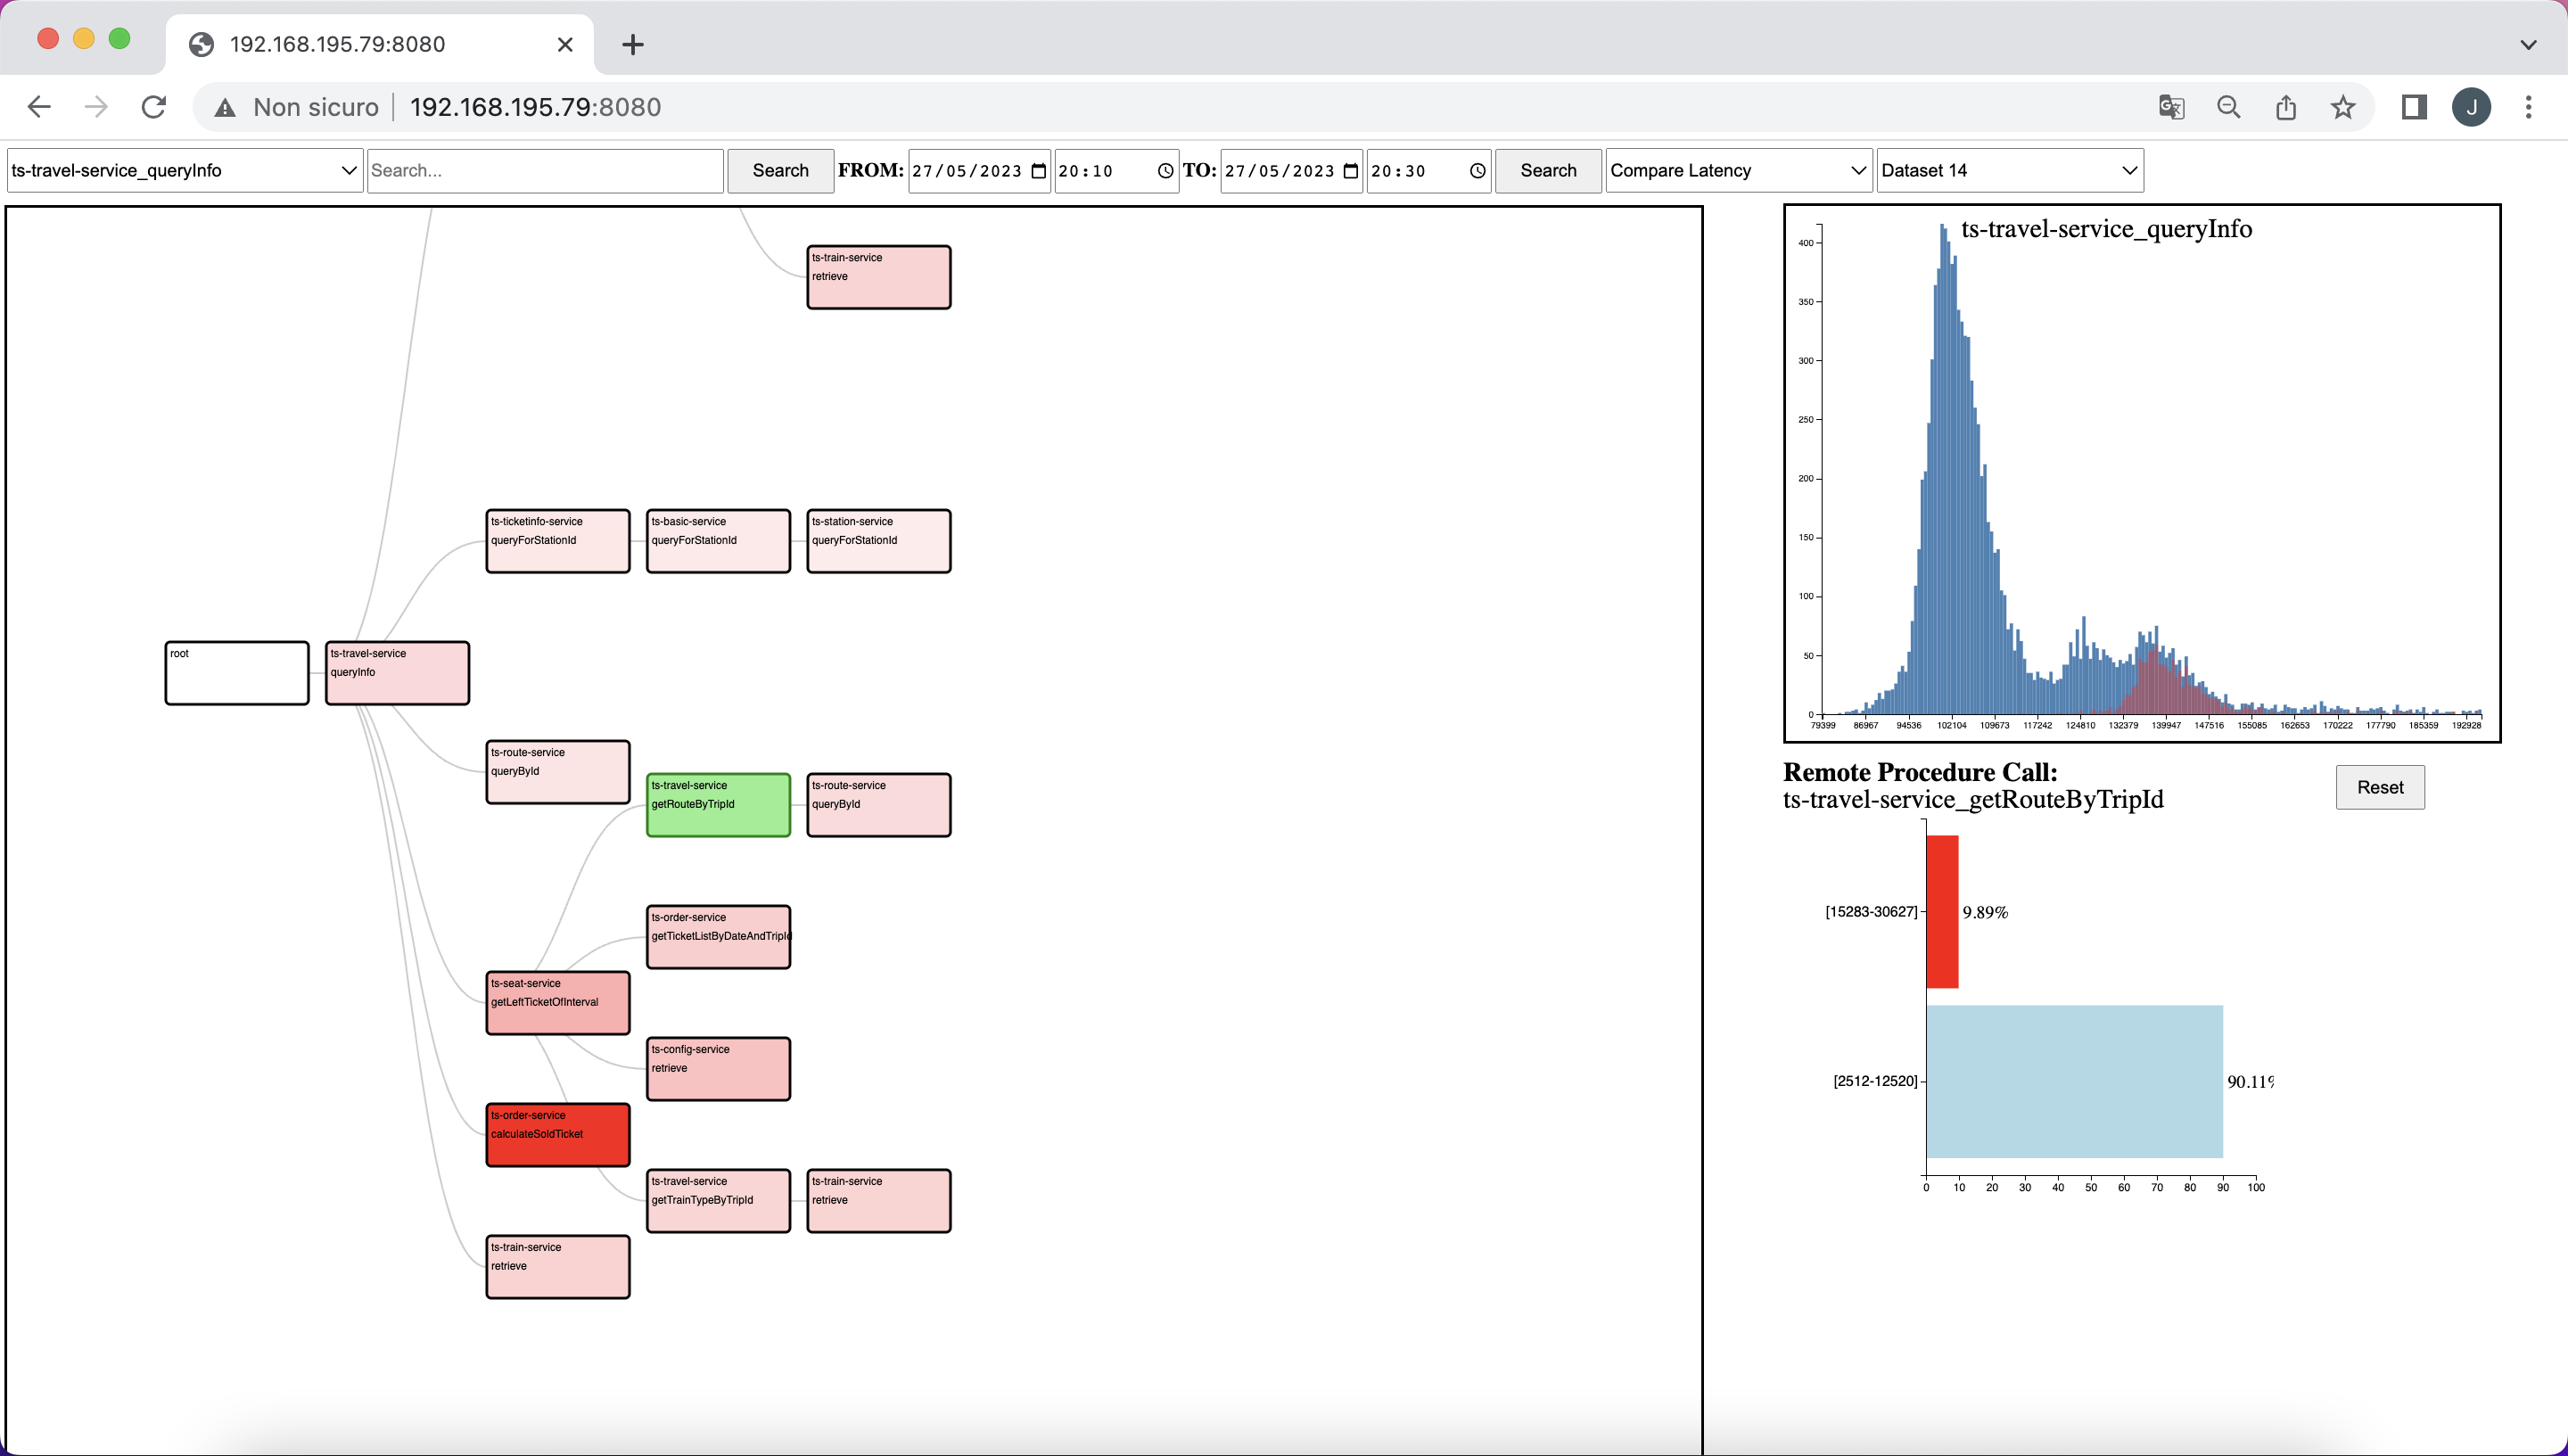 192.168.195.79:8080
Non sicuro
192.168.195.79:8080
J
ts-travel-service_queryInfo
Search...
Search
FROM:
27/05/2023
20:10
TO:
27/05/2023
20:30
Search
Compare Latency
Dataset 14
ts-train-service
retrieve
ts-ticketinfo-service
queryForStationId
ts-basic-service
queryForStationId
ts-station-service
queryForStationId
root
ts-travel-service
queryInfo
ts-route-service
queryById
ts-travel-service
getRouteByTripId
ts-route-service
queryById
ts-order-service
getTicketListByDateAndTripId
ts-seat-service
getLeftTicketOfInterval
ts-config-service
retrieve
ts-order-service
calculateSoldTicket
ts-travel-service
getTrainTypeByTripId
ts-train-service
retrieve
ts-train-service
retrieve
ts-travel-service_queryInfo
400
350
300
250
200
150
100
50
0
79399 86967 94536 102104 109673 117242 124810 132379 139947 147516 155085 162653 170222 177790 185359 192928
Remote Procedure Call:
ts-travel-service_getRouteByTripId
Reset
[15283-30627]
9.89%
[2512-12520]
90.11%
0 10 20 30 40 50 60 70 80 90 100